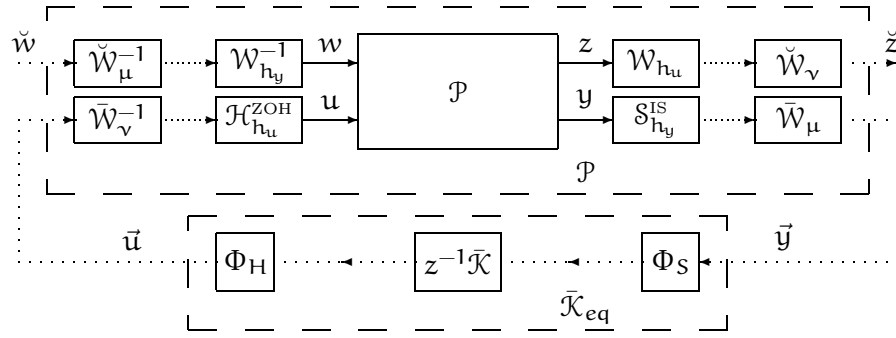 w̆ W̆_μ^{-1} W_{h_y}^{-1} w 𝒫 z W_{h_u} W̆_ν z̆
W̄_ν^{-1} ℋ_{h_u}^{ZOH} u y 𝒮_{h_y}^{IS} W̄_μ
𝒫
u⃗ Φ_H z^{-1}𝒦̄ Φ_S y⃗
𝒦̄_{eq}